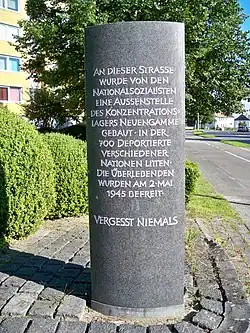 AN DIESER STRASSE
WURDE VON DEN
NATIONALSOZIALISTEN
EINE AUSSENSTELLE
DES KONZENTRATIONS-
LAGERS NEUENGAMME
GEBAUT · IN DER
700 DEPORTIERTE
VERSCHIEDENER
NATIONEN LITTEN ·
DIE ÜBERLEBENDEN
WURDEN AM 2·MAI
1945 BEFREIT·
VERGESST NIEMALS